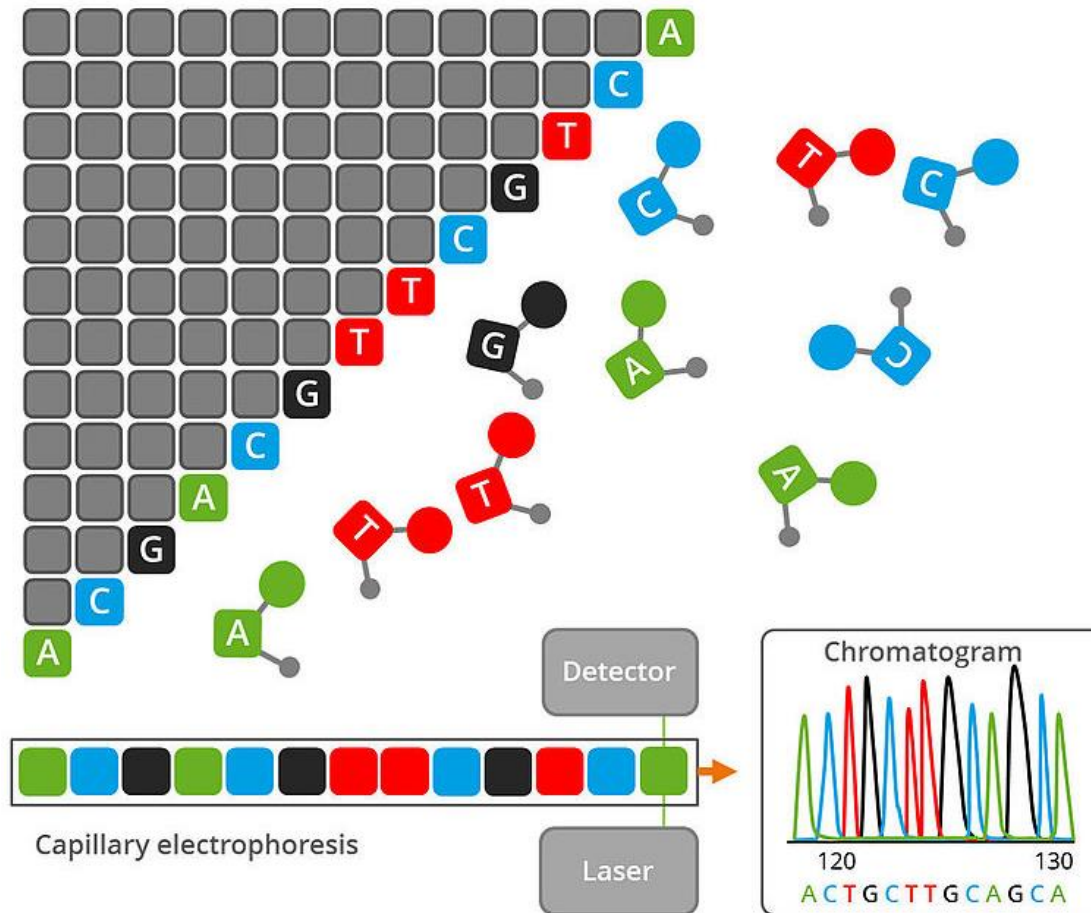 A
C
T
G
C
T
T
G
C
A
G
C
A
C
T
C
G
A
C
A
T
T
A
Detector
Chromatogram
Capillary electrophoresis
Laser
120 130
ACTGCTTGCAGCA